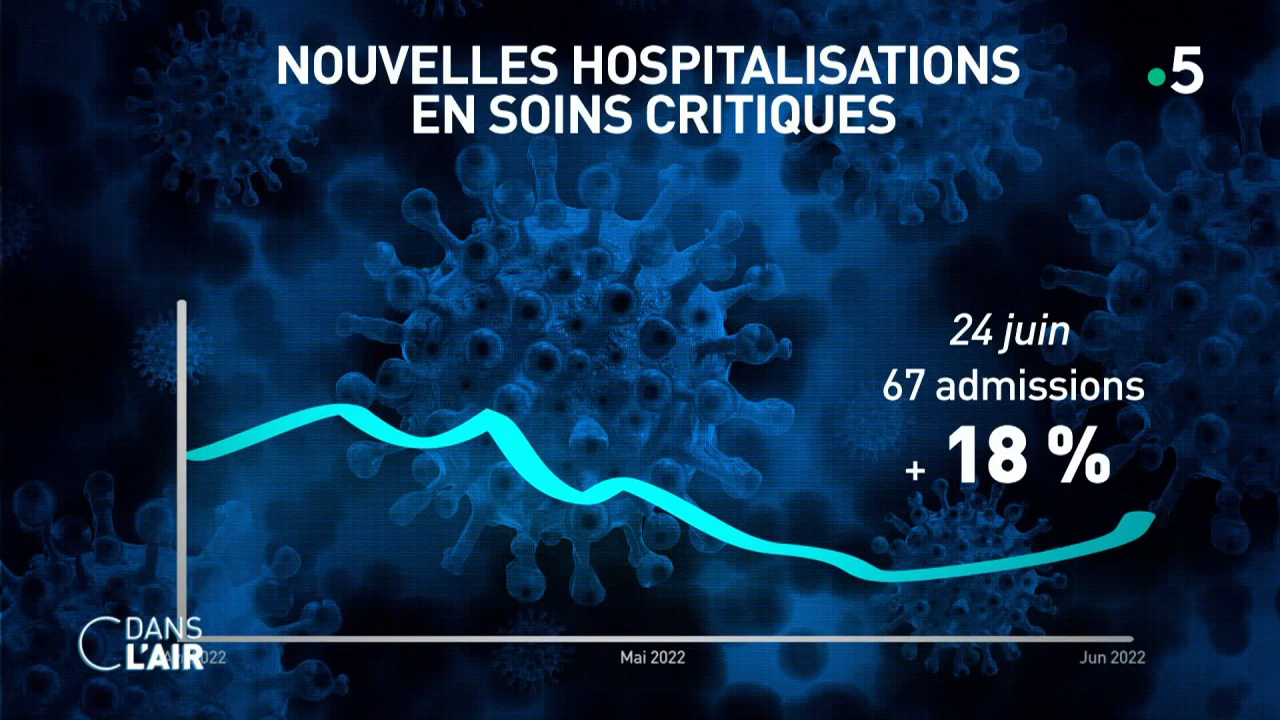 NOUVELLES HOSPITALISATIONS
EN SOINS CRITIQUES
5
24 juin
67 admissions
+ 18 %
C DANS
L'AIR
Mai 2022
Jun 2022